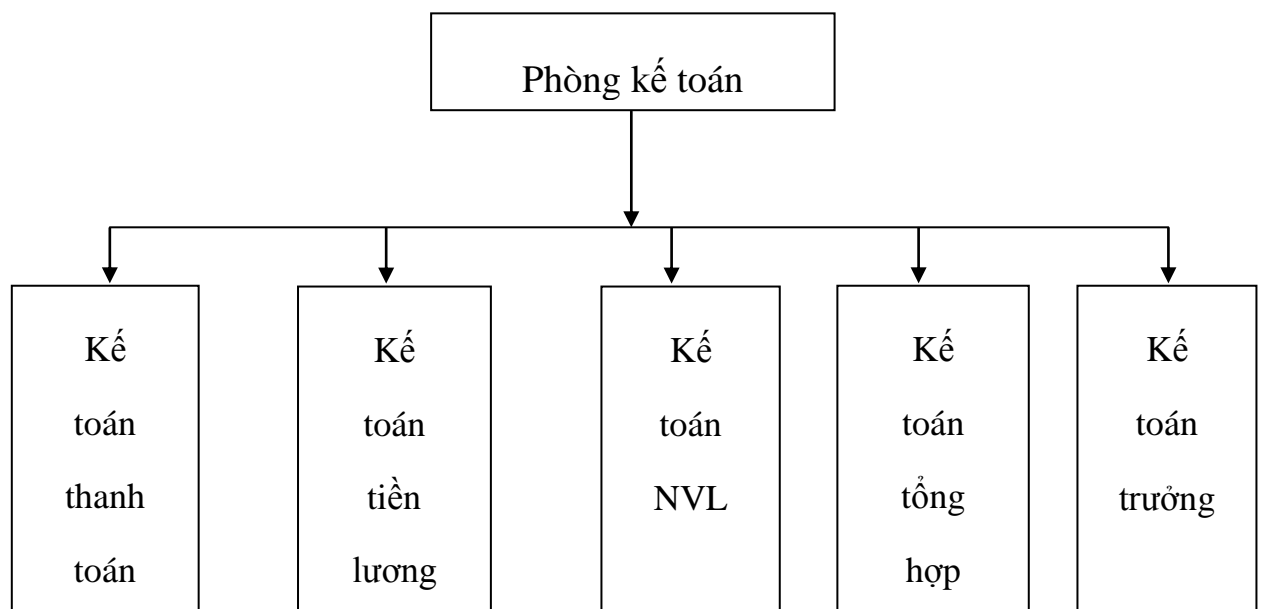 Phòng kế toán
Kế
toán
thanh
toán
Kế
toán
tiền
lương
Kế
toán
NVL
Kế
toán
tổng
hợp
Kế
toán
trưởng